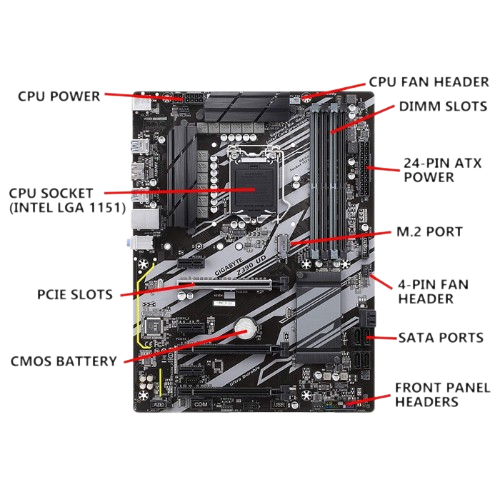 CPU POWER
CPU FAN HEADER
DIMM SLOTS
24-PIN ATX
POWER
CPU SOCKET
(INTEL LGA 1151)
M.2 PORT
GIGABYTE
Z390 UD
PCIE SLOTS
4-PIN FAN
HEADER
SATA PORTS
CMOS BATTERY
FRONT PANEL
HEADERS
COM